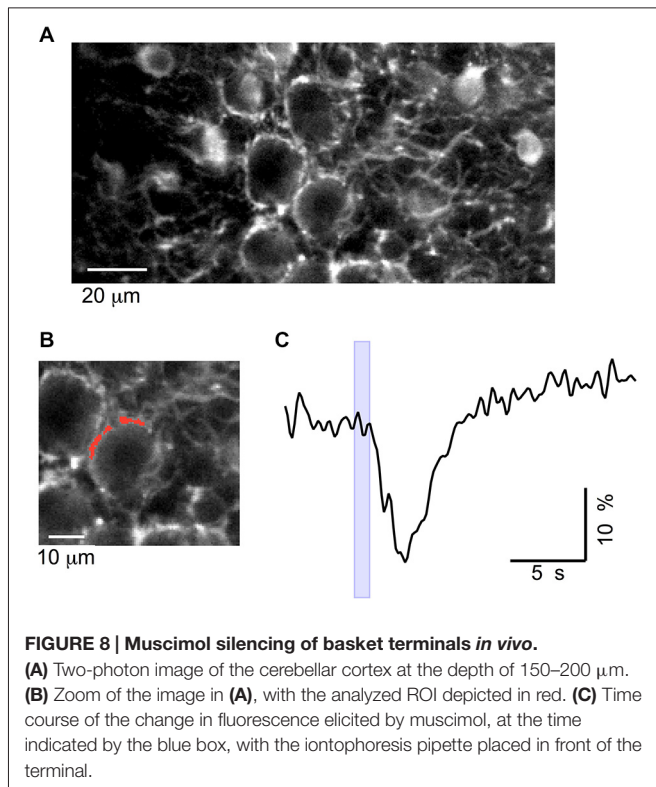 A
20 μm
B
C
10 μm
10 %
5 s
FIGURE 8 | Muscimol silencing of basket terminals in vivo.
(A) Two-photon image of the cerebellar cortex at the depth of 150–200 μm.
(B) Zoom of the image in (A), with the analyzed ROI depicted in red. (C) Time
course of the change in fluorescence elicited by muscimol, at the time
indicated by the blue box, with the iontophoresis pipette placed in front of the
terminal.